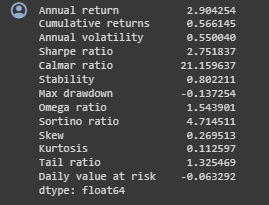 Annual return 2.904254
Cumulative returns 0.566145
Annual volatility 0.550040
Sharpe ratio 2.751837
Calmar ratio 21.159637
Stability 0.802211
Max drawdown -0.137254
Omega ratio 1.543901
Sortino ratio 4.714511
Skew 0.269513
Kurtosis 0.112597
Tail ratio 1.325469
Daily value at risk -0.063292
dtype: float64